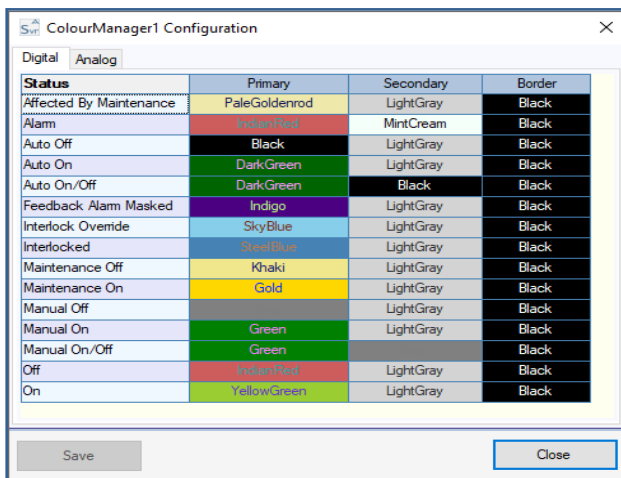 Svr ColourManager1 Configuration
Digital Analog
Status Primary Secondary Border
Affected By Maintenance PaleGoldenrod LightGray Black
Alarm IndianRed MintCream Black
Auto Off Black LightGray Black
Auto On DarkGreen LightGray Black
Auto On/Off DarkGreen Black Black
Feedback Alarm Masked Indigo LightGray Black
Interlock Override SkyBlue LightGray Black
Interlocked SteelBlue LightGray Black
Maintenance Off Khaki LightGray Black
Maintenance On Gold LightGray Black
Manual Off LightGray Black
Manual On Green LightGray Black
Manual On/Off Green Black
Off IndianRed LightGray Black
On YellowGreen LightGray Black
Save Close